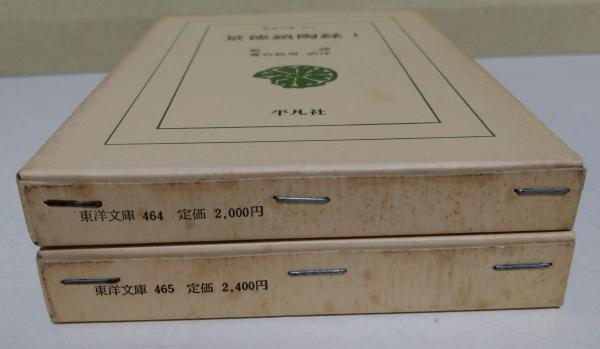 景徳鎮陶録 1
平凡社
東洋文庫 464 定価 2,000円
東洋文庫 465 定価 2,400円